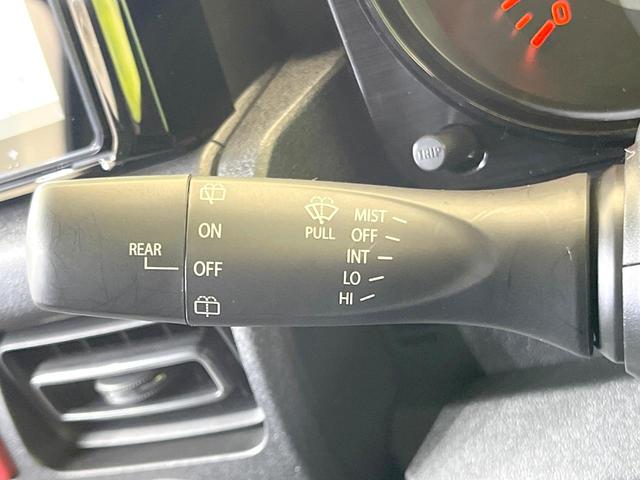 TRIP
ON
REAR
OFF
PULL
MIST
OFF
INT
LO
HI